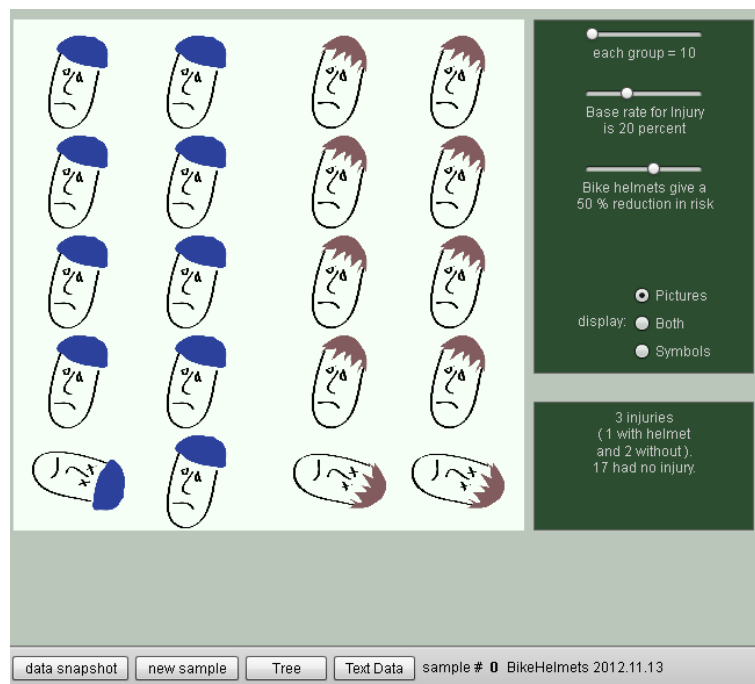 each group = 10
Base rate for Injury
is 20 percent
Bike helmets give a
50 % reduction in risk
Pictures
display: Both
Symbols
3 injuries
( 1 with helmet
and 2 without ).
17 had no injury.
data snapshot new sample Tree Text Data sample # 0 BikeHelmets 2012.11.13